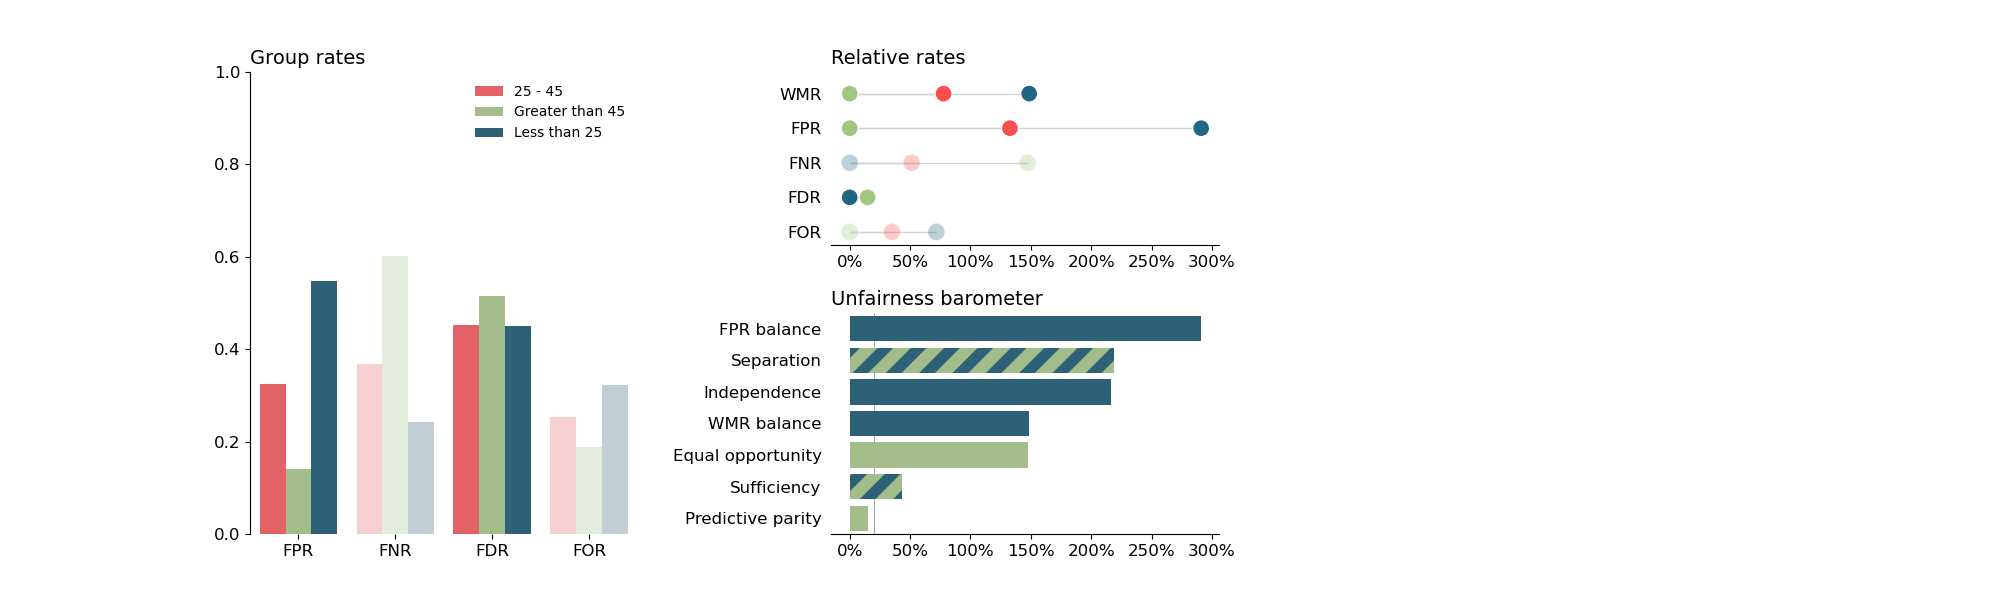 Group rates
1.0
0.8
0.6
0.4
0.2
0.0
25 - 45
Greater than 45
Less than 25
FPR FNR FDR FOR
Relative rates
WMR
FPR
FNR
FDR
FOR
0% 50% 100% 150% 200% 250% 300%
Unfairness barometer
FPR balance
Separation
Independence
WMR balance
Equal opportunity
Sufficiency
Predictive parity
0% 50% 100% 150% 200% 250% 300%